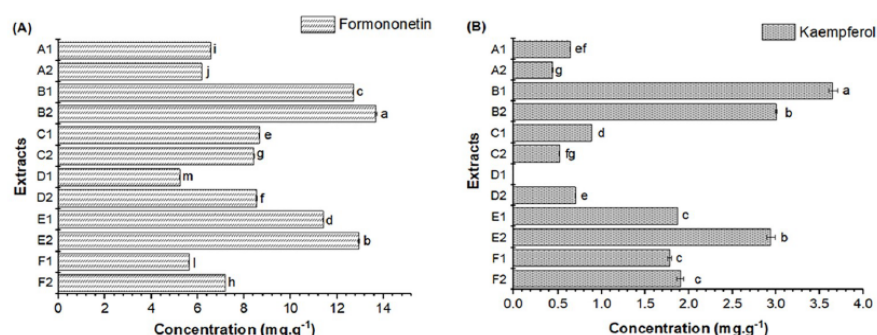 (A)
Formononetin
Extracts
A1 i
A2 j
B1 c
B2 a
C1 e
C2 g
D1 m
D2 f
E1 d
E2 b
F1 l
F2 h
0 2 4 6 8 10 12 14 16
Concentration (mg.g-1)
(B)
Kaempferol
Extracts
A1 ef
A2 g
B1 a
B2 b
C1 d
C2 fg
D1
D2 e
E1 c
E2 b
F1 c
F2 c
0.0 0.5 1.0 1.5 2.0 2.5 3.0 3.5 4.0
Concentration (mg.g-1)